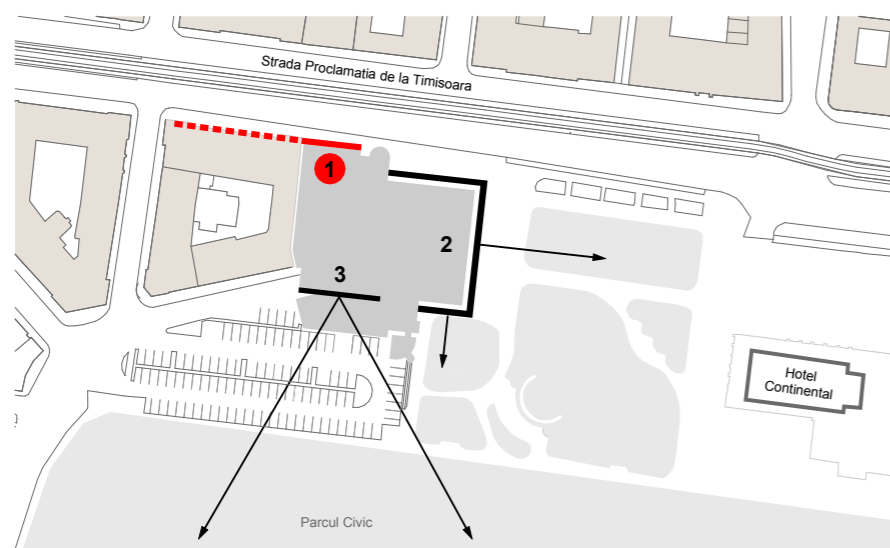 Strada Proclamatia de la Timisoara
1
2
3
Hotel
Continental
Parcul Civic